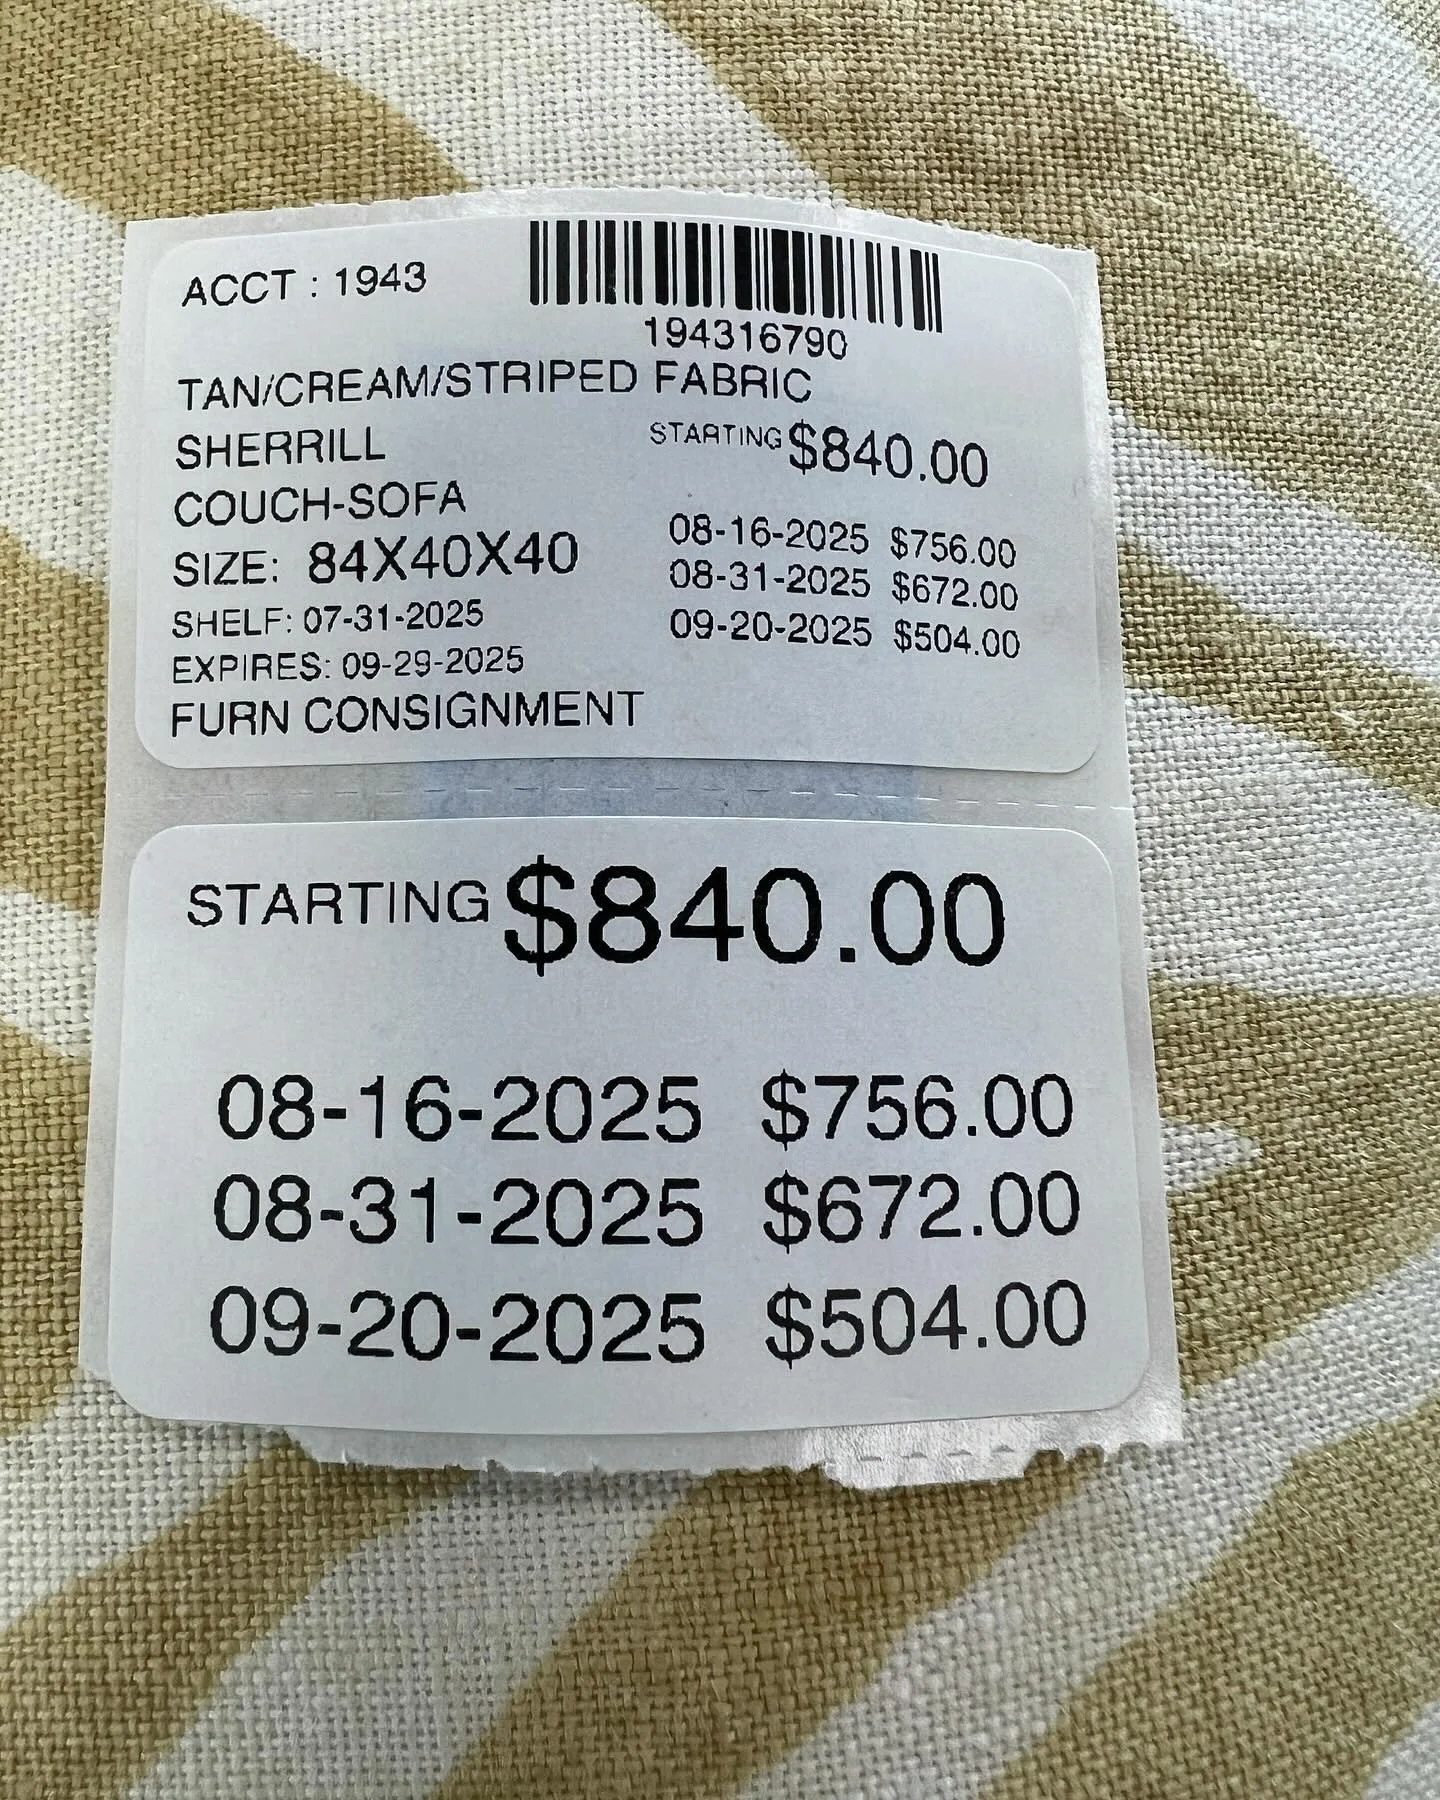 ACCT : 1943
194316790
TAN/CREAM/STRIPED FABRIC
SHERRILL
STARTING $840.00
COUCH-SOFA
SIZE: 84X40X40
08-16-2025 $756.00
08-31-2025 $672.00
09-20-2025 $504.00
SHELF: 07-31-2025
EXPIRES: 09-29-2025
FURN CONSIGNMENT
STARTING $840.00
08-16-2025 $756.00
08-31-2025 $672.00
09-20-2025 $504.00